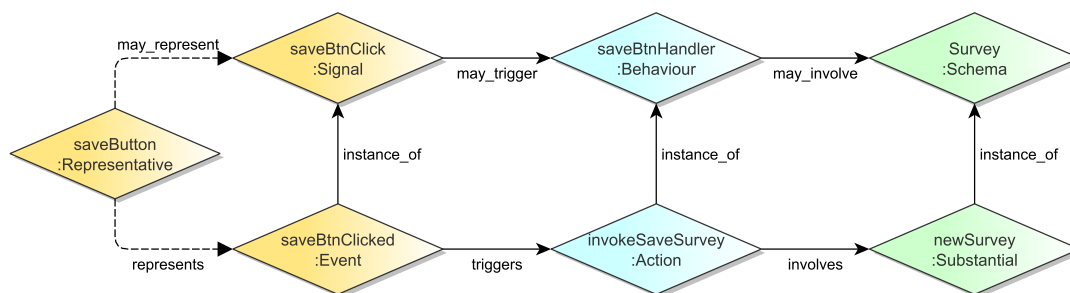 saveBtnClick
:Signal
saveBtnHandler
:Behaviour
Survey
:Schema
may_represent
may_trigger
may_involve
saveButton
:Representative
instance_of
instance_of
instance_of
saveBtnClicked
:Event
invokeSaveSurvey
:Action
newSurvey
:Substantial
represents
triggers
involves